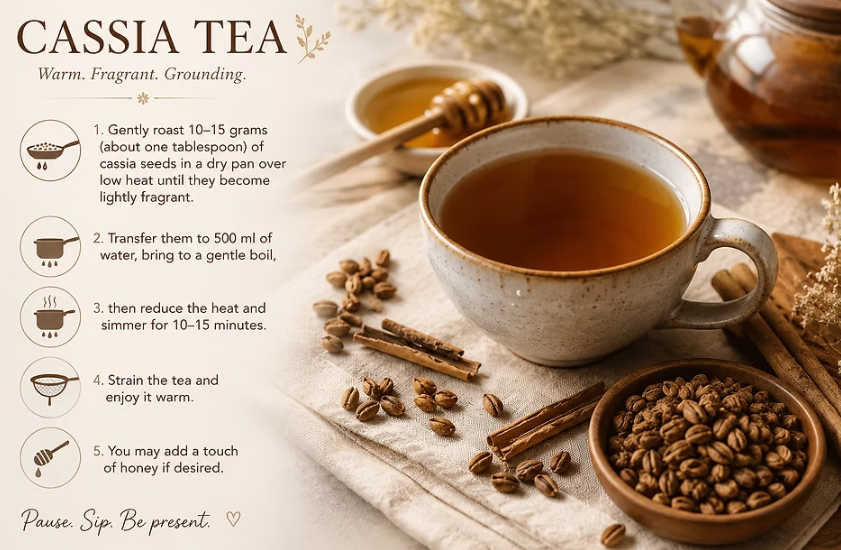 CASSIA TEA
Warm. Fragrant. Grounding.
1. Gently roast 10–15 grams
(about one tablespoon) of
cassia seeds in a dry pan over
low heat until they become
lightly fragrant.
2. Transfer them to 500 ml of
water, bring to a gentle boil,
3. then reduce the heat and
simmer for 10–15 minutes.
4. Strain the tea and
enjoy it warm.
5. You may add a touch
of honey if desired.
Pause. Sip. Be present.